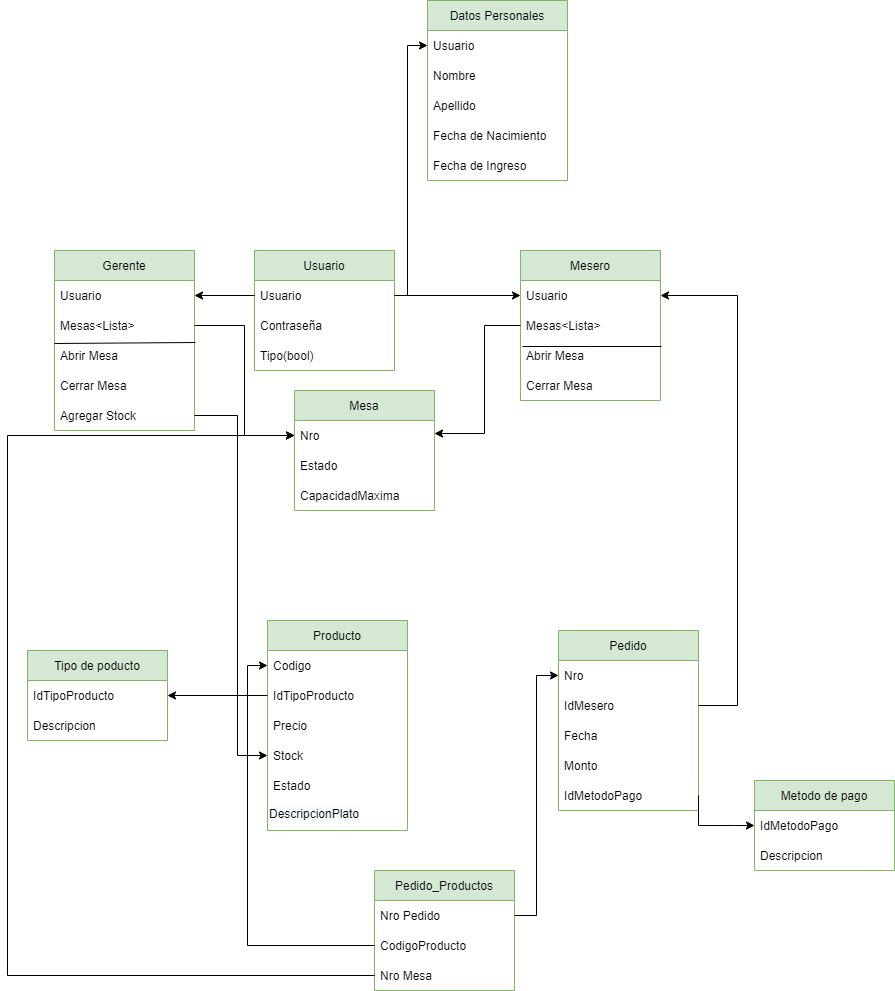 Datos Personales
Usuario
Nombre
Apellido
Fecha de Nacimiento
Fecha de Ingreso
Gerente
Usuario
Mesas<Lista>
Abrir Mesa
Cerrar Mesa
Agregar Stock
Usuario
Usuario
Contraseña
Tipo(bool)
Mesero
Usuario
Mesas<Lista>
Abrir Mesa
Cerrar Mesa
Mesa
Nro
Estado
CapacidadMaxima
Tipo de poducto
IdTipoProducto
Descripcion
Producto
Codigo
IdTipoProducto
Precio
Stock
Estado
DescripcionPlato
Pedido
Nro
IdMesero
Fecha
Monto
IdMetodoPago
Metodo de pago
IdMetodoPago
Descripcion
Pedido_Productos
Nro Pedido
CodigoProducto
Nro Mesa